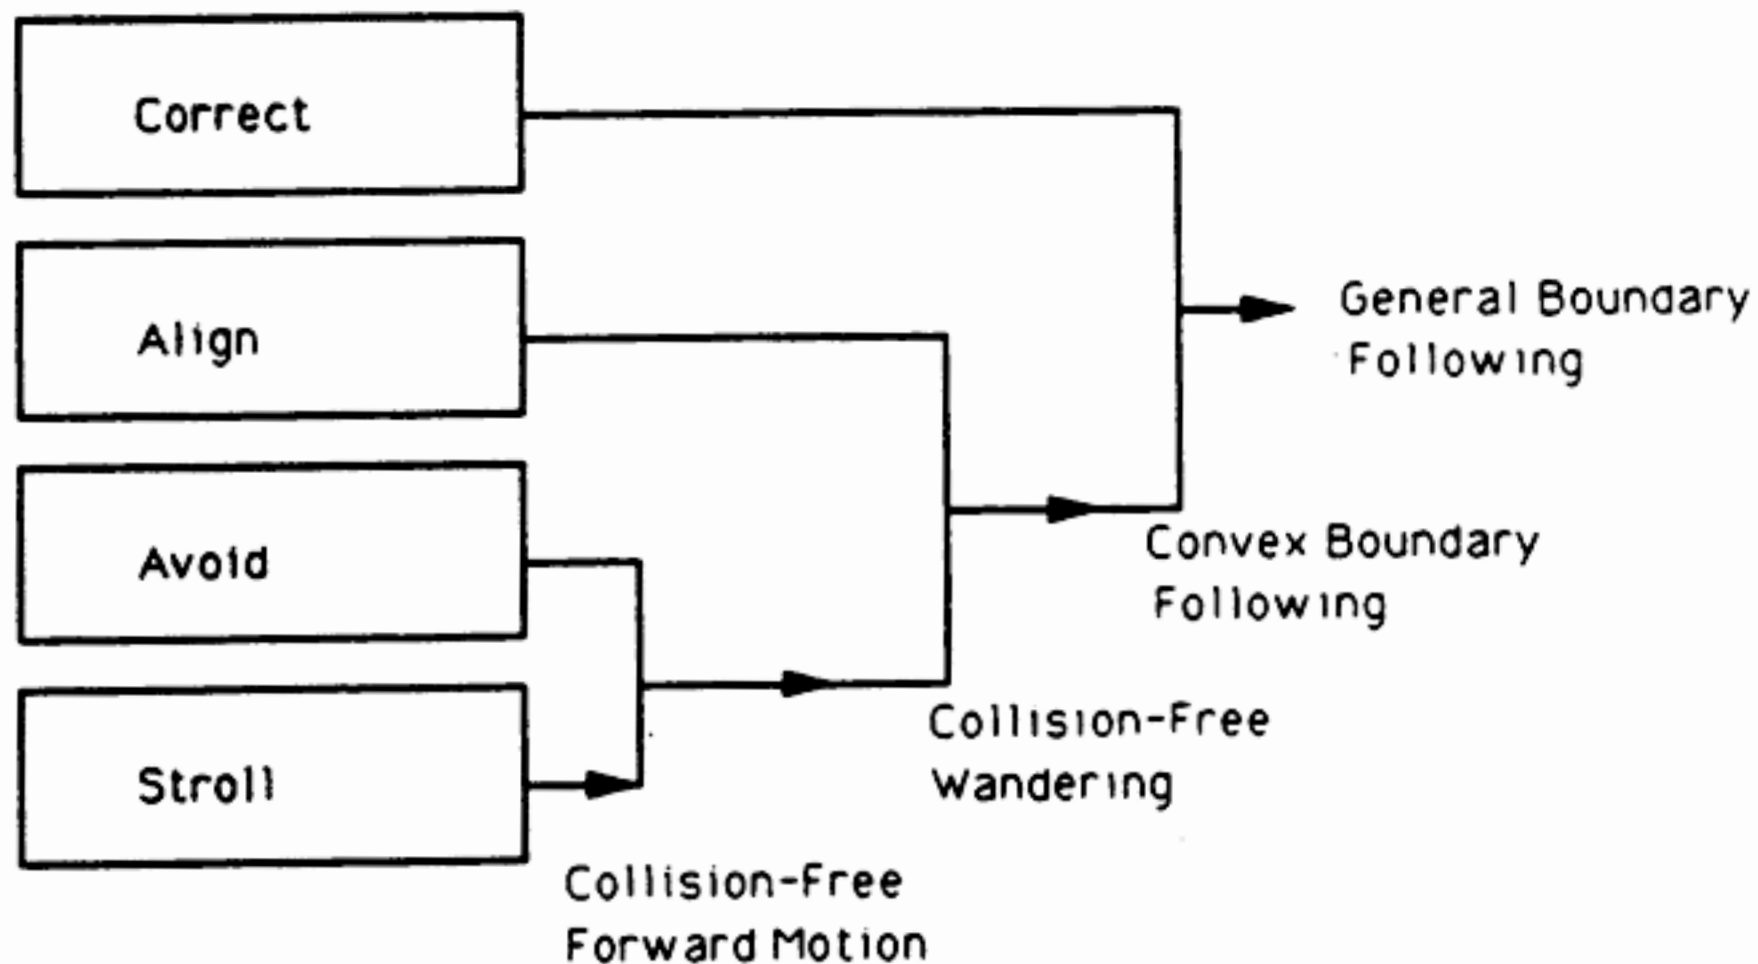 Correct
Align
Avoid
Stroll
General Boundary
Following
Convex Boundary
Following
Collision-Free
Wandering
Collision-Free
Forward Motion